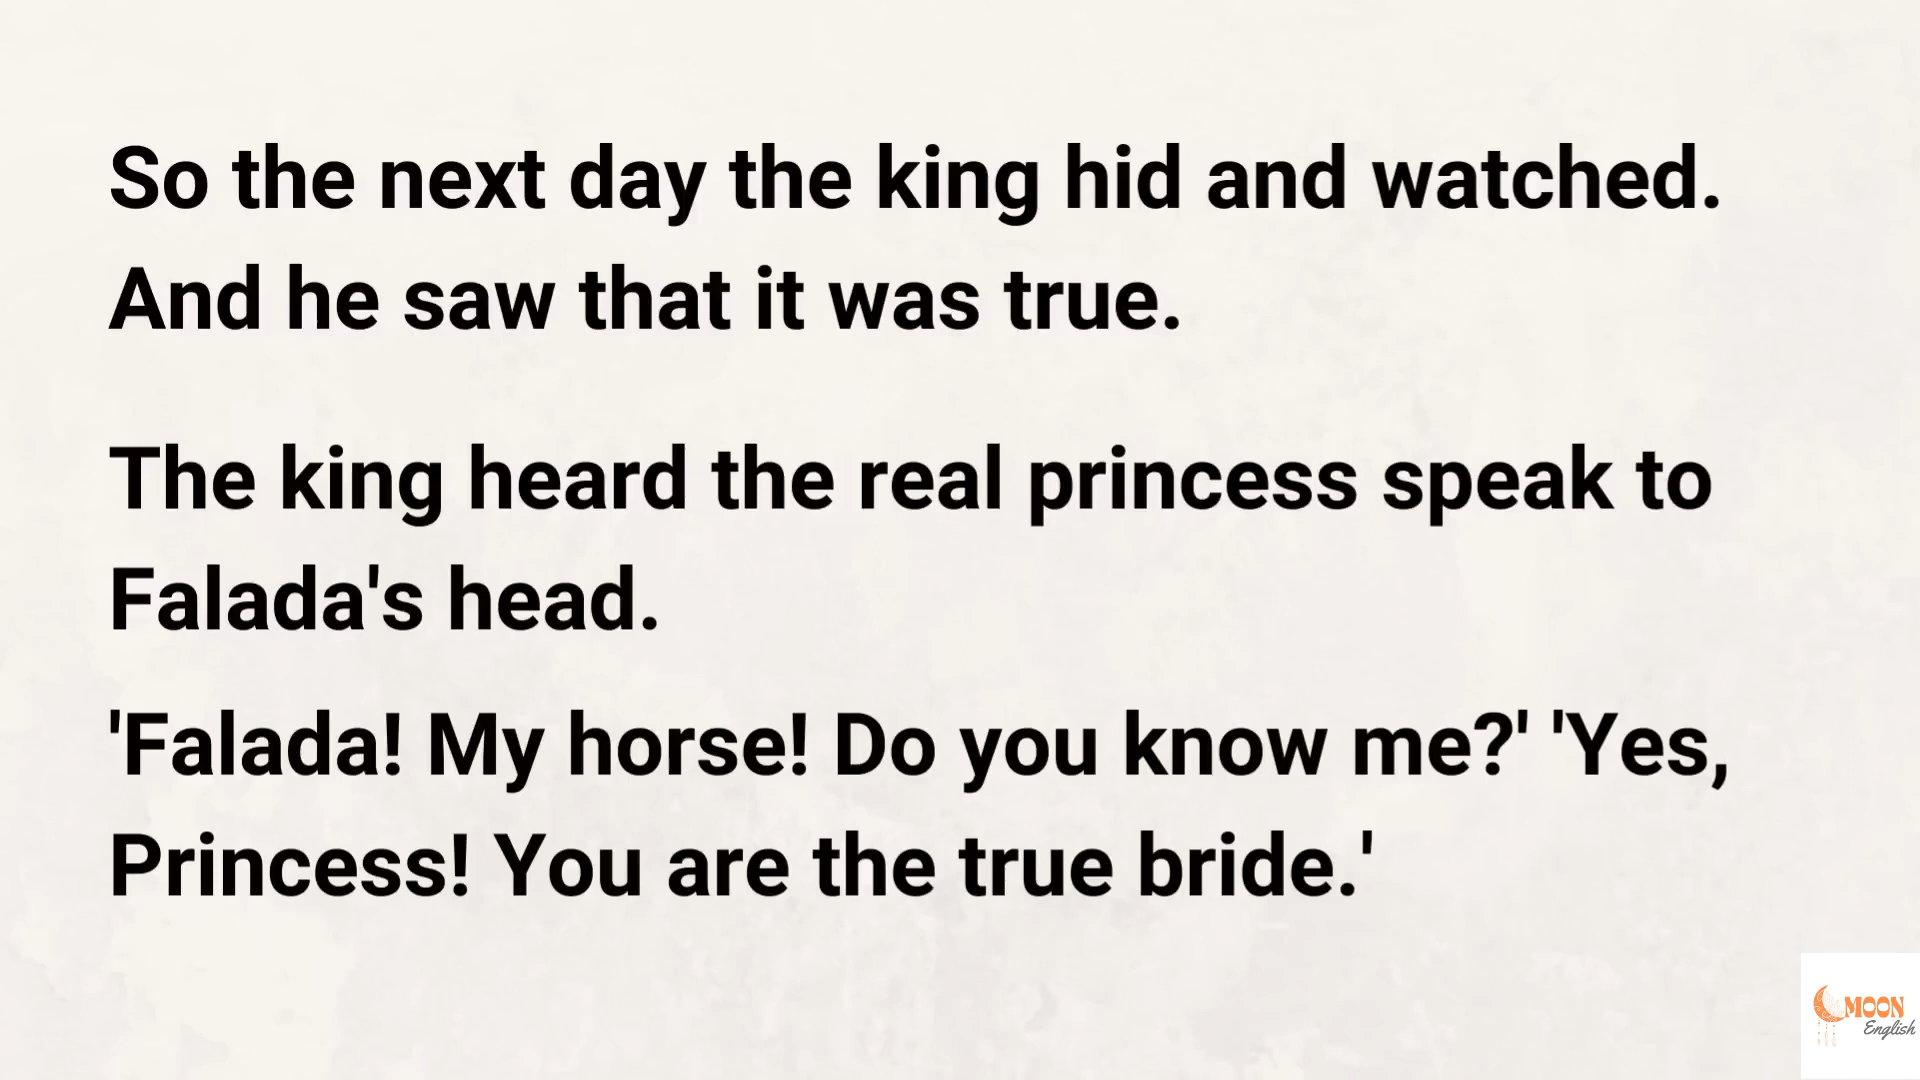 So the next day the king hid and watched.
And he saw that it was true.
The king heard the real princess speak to
Falada's head.
'Falada! My horse! Do you know me?' 'Yes,
Princess! You are the true bride.'
MOON
English